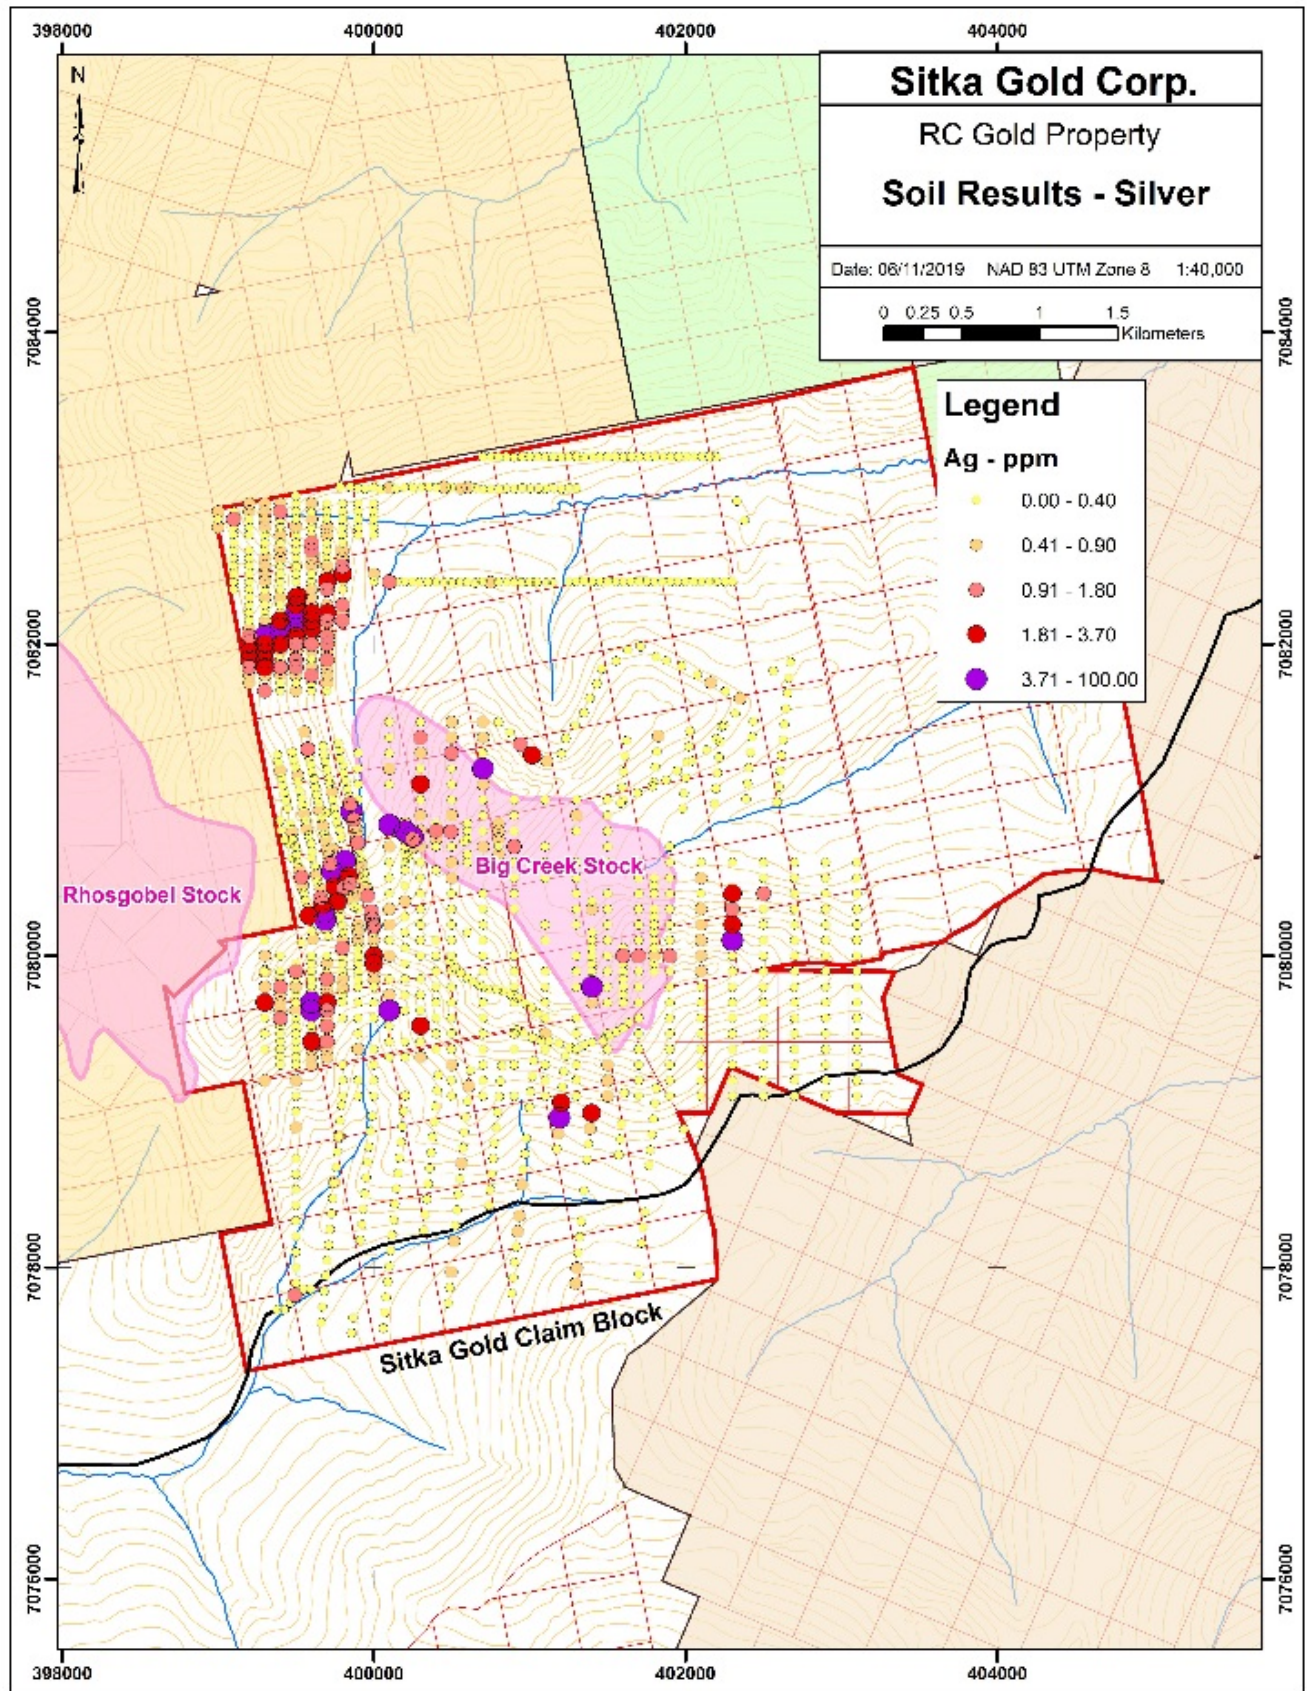 398000 400000 402000 404000
N
Sitka Gold Corp.
RC Gold Property
Soil Results - Silver
Date: 06/11/2019 NAD 83 UTM Zone 8 1:40,000
0 0.25 0.5 1 1.5
Kilometers
7084000 7084000
Legend
Ag - ppm
0.00 - 0.40
0.41 - 0.90
0.91 - 1.80
1.81 - 3.70
3.71 - 100.00
7082000 7082000
Big Creek Stock
Rhosgobel Stock
7080000 7080000
7078000 7078000
Sitka Gold Claim Block
7076000 7076000
398000 400000 402000 404000